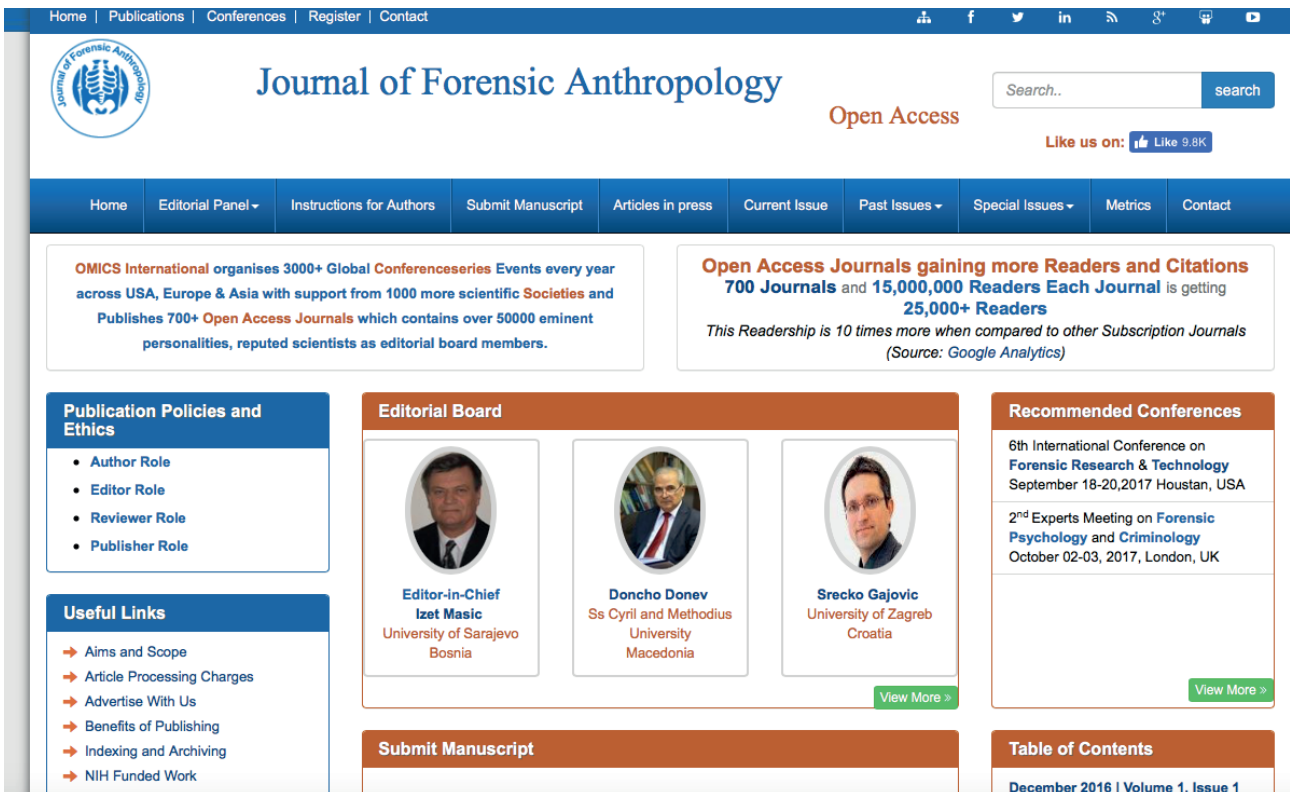 Home | Publications | Conferences | Register | Contact
Journal of Forensic Anthropology
Journal of Forensic Anthropology
Open Access
Search..
search
Like us on: Like 9.8K
Home
Editorial Panel
Instructions for Authors
Submit Manuscript
Articles in press
Current Issue
Past Issues
Special Issues
Metrics
Contact
OMICS International organises 3000+ Global Conferenceseries Events every year
across USA, Europe & Asia with support from 1000 more scientific Societies and
Publishes 700+ Open Access Journals which contains over 50000 eminent
personalities, reputed scientists as editorial board members.
Open Access Journals gaining more Readers and Citations
700 Journals and 15,000,000 Readers Each Journal is getting
25,000+ Readers
This Readership is 10 times more when compared to other Subscription Journals
(Source: Google Analytics)
Publication Policies and
Ethics
Author Role
Editor Role
Reviewer Role
Publisher Role
Useful Links
Aims and Scope
Article Processing Charges
Advertise With Us
Benefits of Publishing
Indexing and Archiving
NIH Funded Work
Editorial Board
Editor-in-Chief
Izet Masic
University of Sarajevo
Bosnia
Doncho Donev
Ss Cyril and Methodius
University
Macedonia
Srecko Gajovic
University of Zagreb
Croatia
View More »
Submit Manuscript
Recommended Conferences
6th International Conference on
Forensic Research & Technology
September 18-20,2017 Houstan, USA
2nd Experts Meeting on Forensic
Psychology and Criminology
October 02-03, 2017, London, UK
View More »
Table of Contents
December 2016 | Volume 1, Issue 1